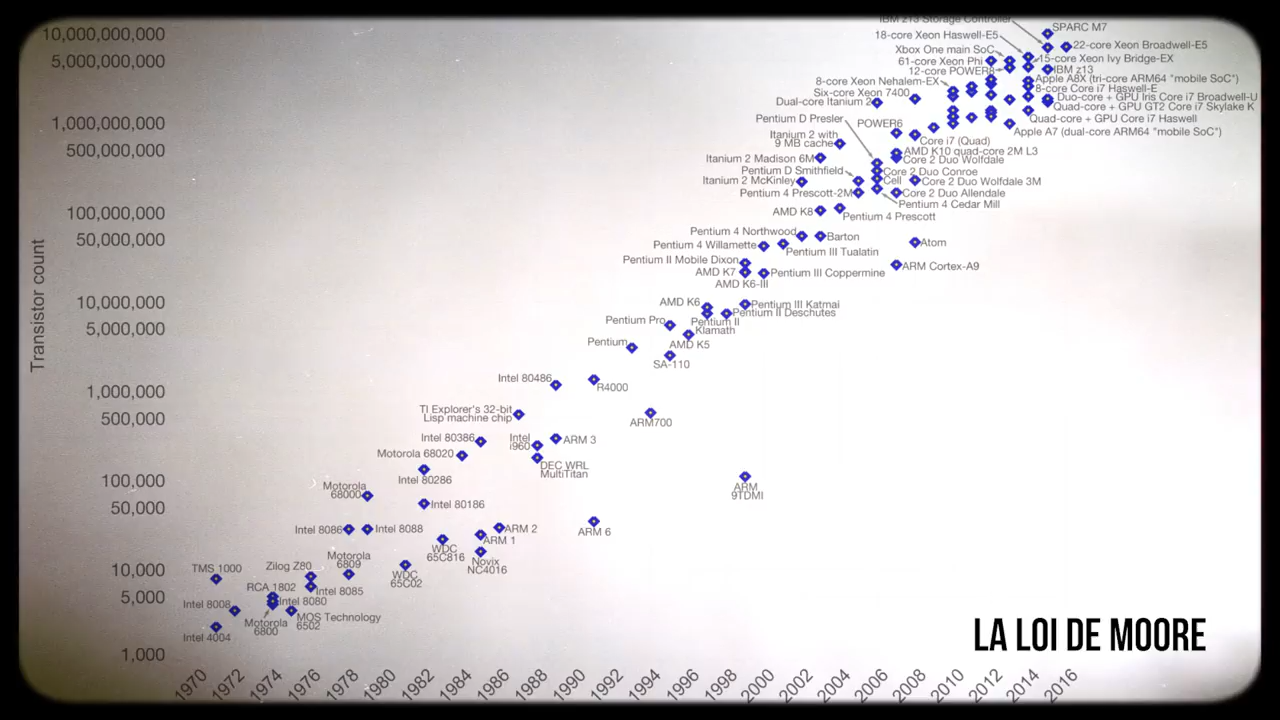 IBM z13 Storage Controller
SPARC M7
10,000,000,000
18-core Xeon Haswell-E5
22-core Xeon Broadwell-E5
Xbox One main SoC
15-core Xeon Ivy Bridge-EX
5,000,000,000
61-core Xeon Phi
12-core POWER8
IBM z13
8-core Xeon Nehalem-EX
Apple A8X (tri-core ARM64 "mobile SoC")
8-core Core i7 Haswell-E
Six-core Xeon 7400
Duo-core + GPU Iris Core i7 Broadwell-U
Dual-core Itanium 2
Quad-core + GPU GT2 Core i7 Skylake K
Pentium D Presler
POWER6
Quad-core + GPU Core i7 Haswell
1,000,000,000
Apple A7 (dual-core ARM64 "mobile SoC")
Itanium 2 with
9 MB cache
Core i7 (Quad)
500,000,000
AMD K10 quad-core 2M L3
Itanium 2 Madison 6M
Core 2 Duo Wolfdale
Pentium D Smithfield
Core 2 Duo Conroe
Itanium 2 McKinley
Cell
Core 2 Duo Wolfdale 3M
Pentium 4 Prescott-2M
Core 2 Duo Allendale
Pentium 4 Cedar Mill
100,000,000
AMD K8
Pentium 4 Prescott
50,000,000
Pentium 4 Northwood
Barton
Pentium 4 Willamette
Pentium III Tualatin
Atom
Pentium II Mobile Dixon
AMD K7
Pentium III Coppermine
ARM Cortex-A9
AMD K6-III
10,000,000
AMD K6
Pentium III Katmai
Pentium II Deschutes
Pentium Pro
Pentium II
Klamath
5,000,000
Pentium
AMD K5
SA-110
1,000,000
Intel 80486
R4000
500,000
TI Explorer's 32-bit
Lisp machine chip
ARM700
Intel 80386
Intel
i960
ARM 3
Motorola 68020
DEC WRL
MultiTitan
100,000
Intel 80286
Motorola
68000
ARM
9TDMI
50,000
Intel 80186
Intel 8086
Intel 8088
ARM 2
ARM 1
ARM 6
WDC
65C816
Motorola
6809
Novix
NC4016
10,000
TMS 1000
Zilog Z80
WDC
65C02
RCA 1802
Intel 8085
5,000
Intel 8008
Intel 8080
Motorola
6800
MOS Technology
6502
Intel 4004
1,000
Transistor count
LA LOI DE MOORE
1970
1972
1974
1976
1978
1980
1982
1984
1986
1988
1990
1992
1994
1996
1998
2000
2002
2004
2006
2008
2010
2012
2014
2016